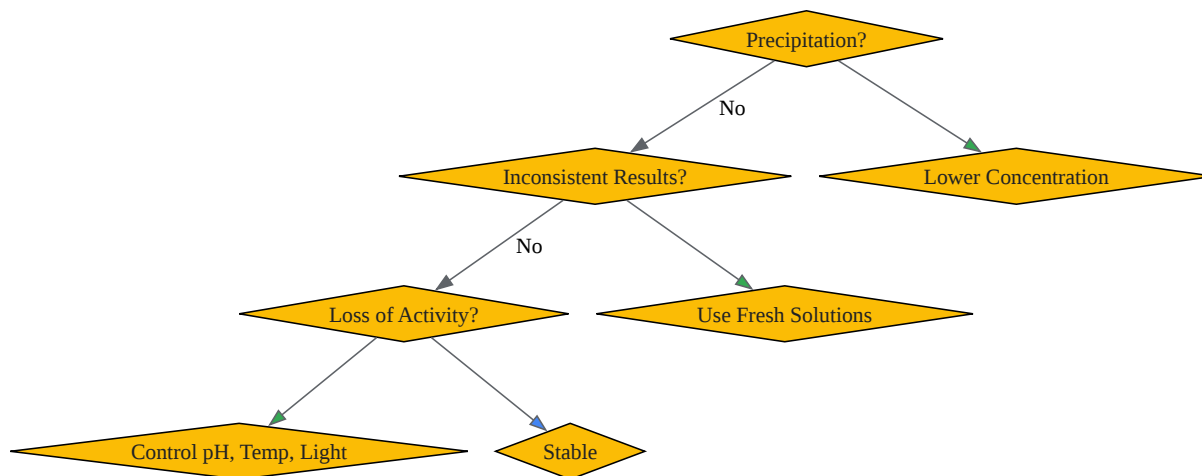 Precipitation?
No
Inconsistent Results?
Lower Concentration
No
Loss of Activity?
Use Fresh Solutions
Control pH, Temp, Light
Stable